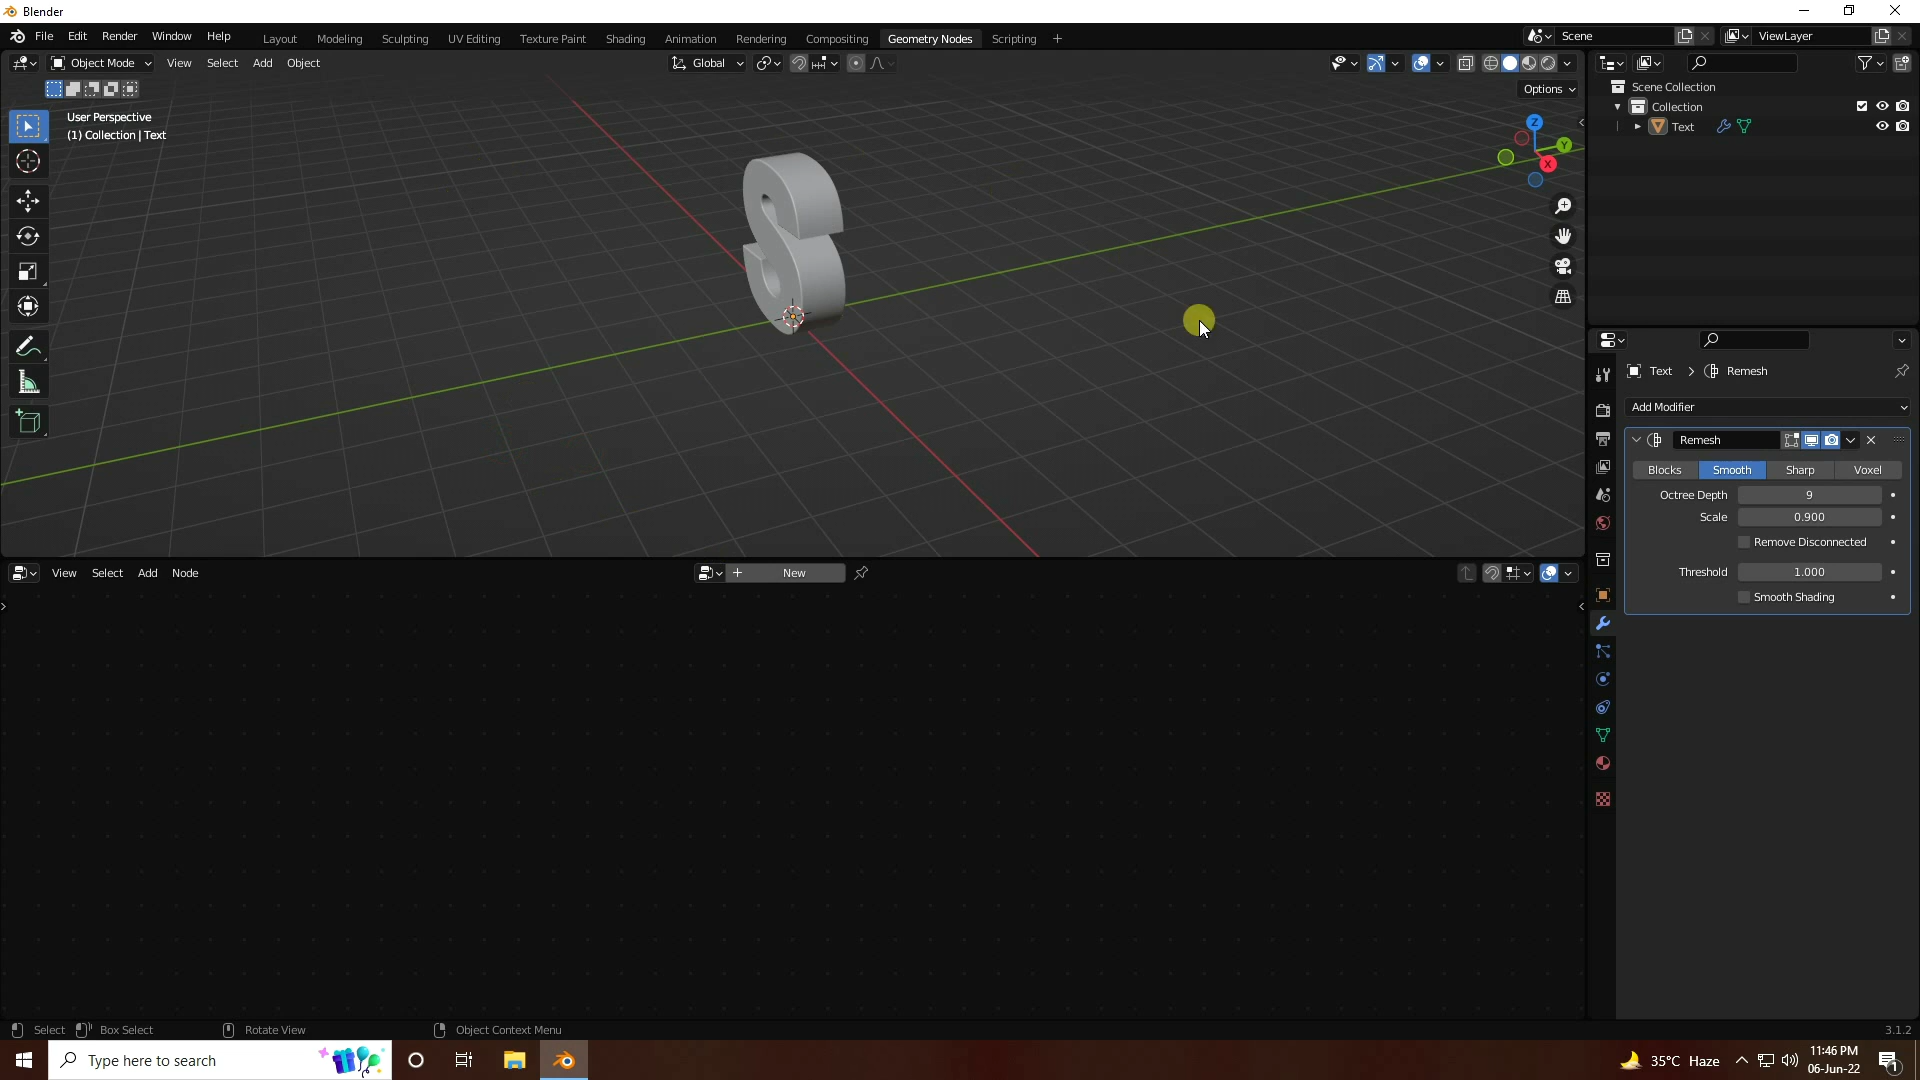 Blender
File Edit Render Window Help Layout Modeling Sculpting UV Editing Texture Paint Shading Animation Rendering Compositing Geometry Nodes Scripting + Scene ViewLayer
Object Mode View Select Add Object Global
Options
User Perspective
(1) Collection | Text
Z
Y
X
Scene Collection
Collection
Text
Text > Remesh
Add Modifier
Remesh
Blocks Smooth Sharp Voxel
Octree Depth 9
Scale 0.900
Remove Disconnected
Threshold 1.000
Smooth Shading
View Select Add Node + New
Select Box Select Rotate View Object Context Menu 3.1.2
Type here to search
35°C Haze
11:46 PM
06-Jun-22
1
S